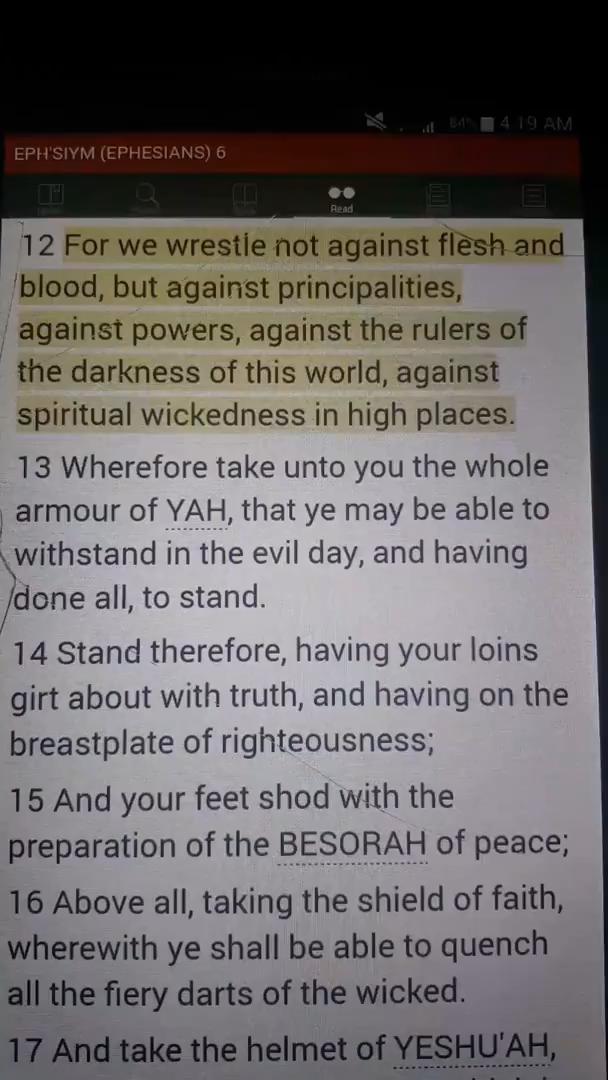 84% 4:19 AM
EPH'SIYM (EPHESIANS) 6
Read
12 For we wrestle not against flesh and
blood, but against principalities,
against powers, against the rulers of
the darkness of this world, against
spiritual wickedness in high places.
13 Wherefore take unto you the whole
armour of YAH, that ye may be able to
withstand in the evil day, and having
done all, to stand.
14 Stand therefore, having your loins
girt about with truth, and having on the
breastplate of righteousness;
15 And your feet shod with the
preparation of the BESORAH of peace;
16 Above all, taking the shield of faith,
wherewith ye shall be able to quench
all the fiery darts of the wicked.
17 And take the helmet of YESHU'AH,